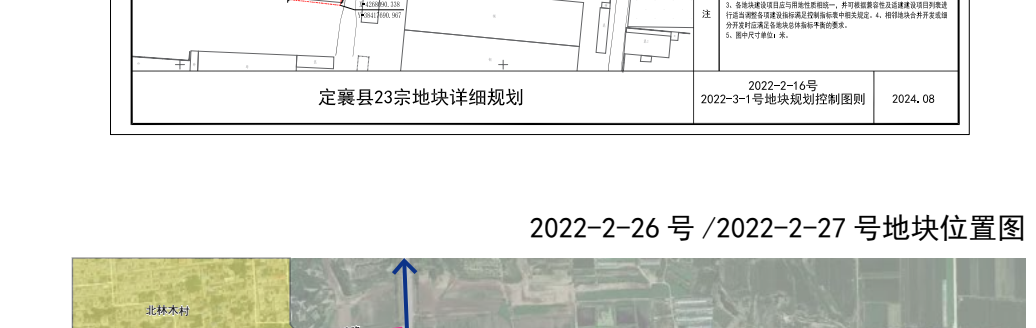 3、各地块建设项目应与用地性质相统一，并可根据兼容性及适建建设项目列表进
行适当调整各项建设指标满足控制指标表中相关规定。4、相邻地块合并开发或细
分开发时应满足各地块总体指标平衡的要求。
5、图中尺寸单位：米。
注
定襄县23宗地块详细规划
2022-2-16号
2022-3-1号地块规划控制图则
2024.08
2022-2-26 号 /2022-2-27 号地块位置图
北林木村